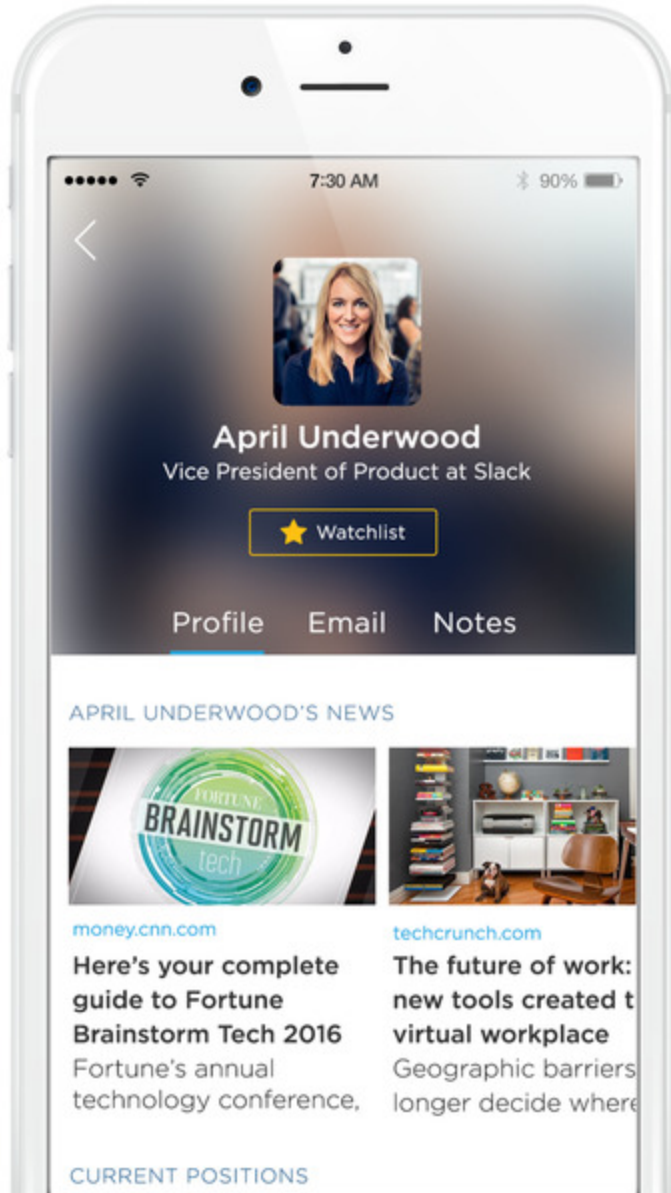 7:30 AM
90%
April Underwood
Vice President of Product at Slack
Watchlist
Profile Email Notes
APRIL UNDERWOOD'S NEWS
FORTUNE
BRAINSTORM
tech
money.cnn.com
Here's your complete
guide to Fortune
Brainstorm Tech 2016
Fortune's annual
technology conference,
techcrunch.com
The future of work:
new tools created t
virtual workplace
Geographic barriers
longer decide where
CURRENT POSITIONS